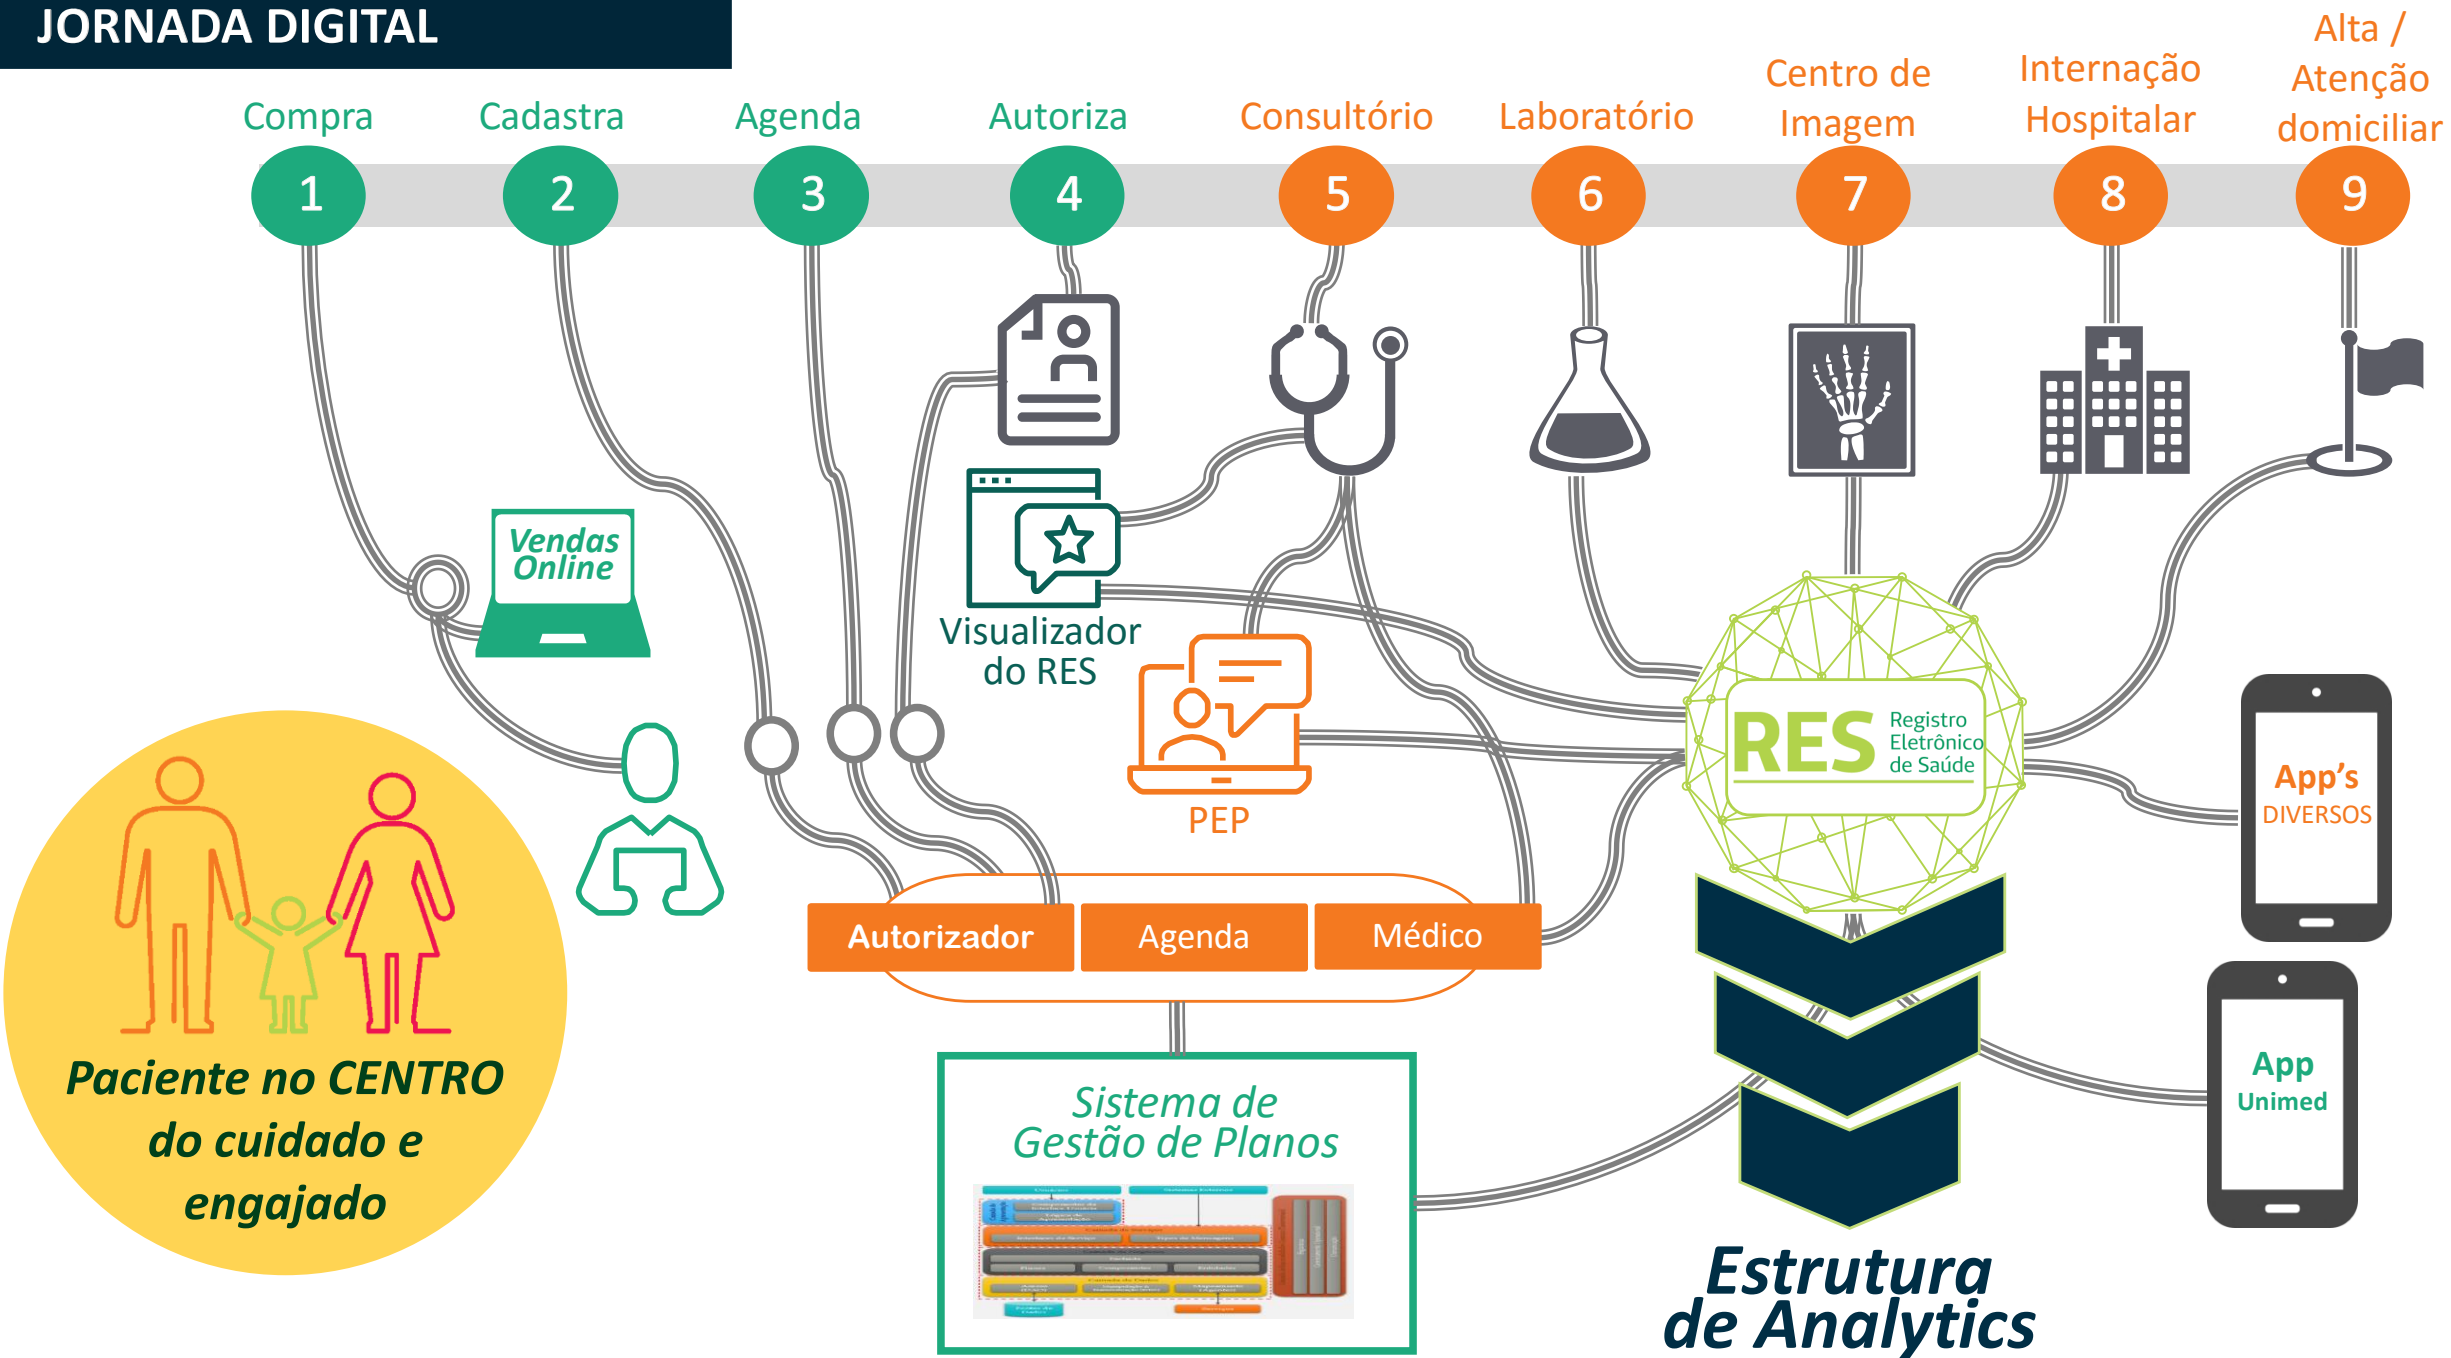 JORNADA DIGITAL
Compra
Cadastra
Agenda
Autoriza
Consultório
Laboratório
Centro de
Imagem
Internação
Hospitalar
Alta /
Atenção
domiciliar
1
2
3
4
5
6
7
8
9
Vendas
Online
Visualizador
do RES
PEP
RES
Registro
Eletrônico
de Saúde
App's
DIVERSOS
Autorizador
Agenda
Médico
App
Unimed
Paciente no CENTRO
do cuidado e
engajado
Sistema de
Gestão de Planos
Estrutura
de Analytics